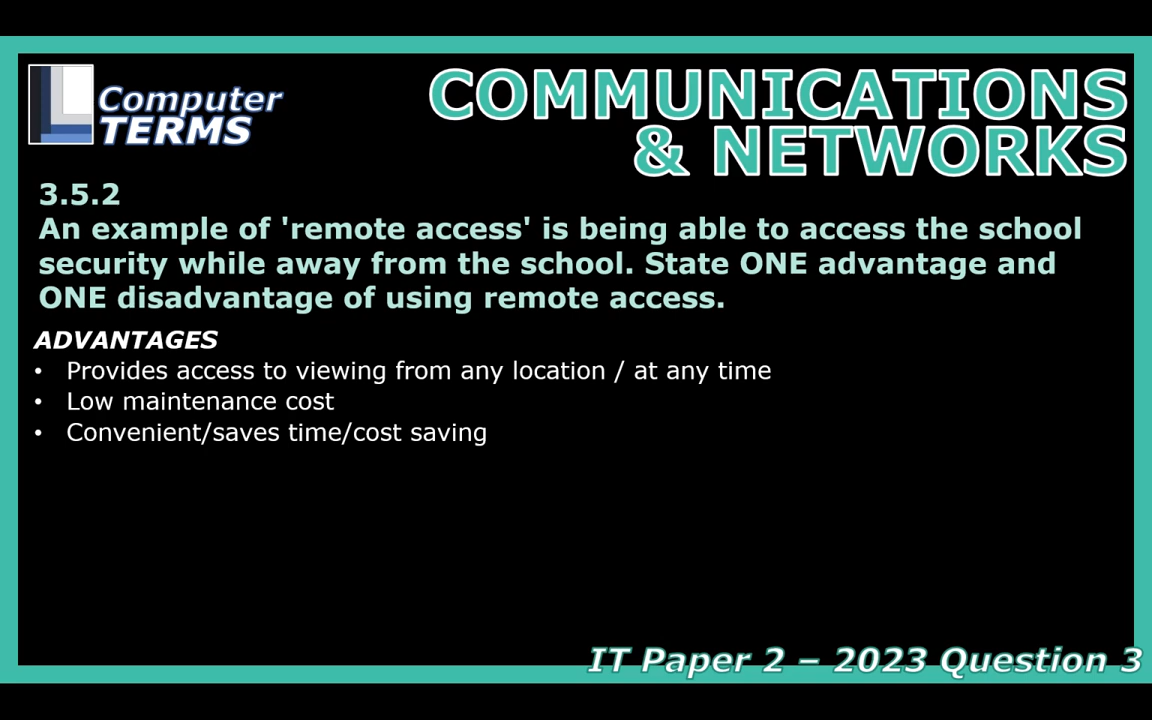 Computer
TERMS
COMMUNICATIONS
& NETWORKS
3.5.2
An example of 'remote access' is being able to access the school
security while away from the school. State ONE advantage and
ONE disadvantage of using remote access.
ADVANTAGES
• Provides access to viewing from any location / at any time
• Low maintenance cost
• Convenient/saves time/cost saving
IT Paper 2 – 2023 Question 3